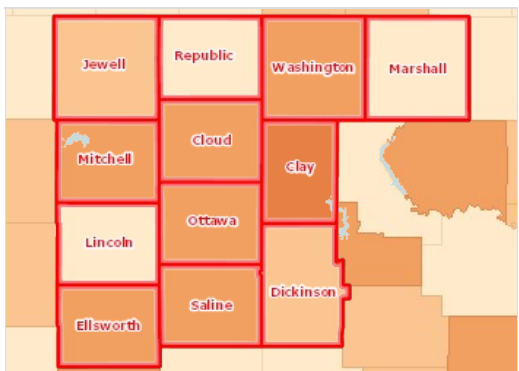 Jewell
Republic
Washington
Marshall
Mitchell
Cloud
Clay
Lincoln
Ottawa
Ellsworth
Saline
Dickinson